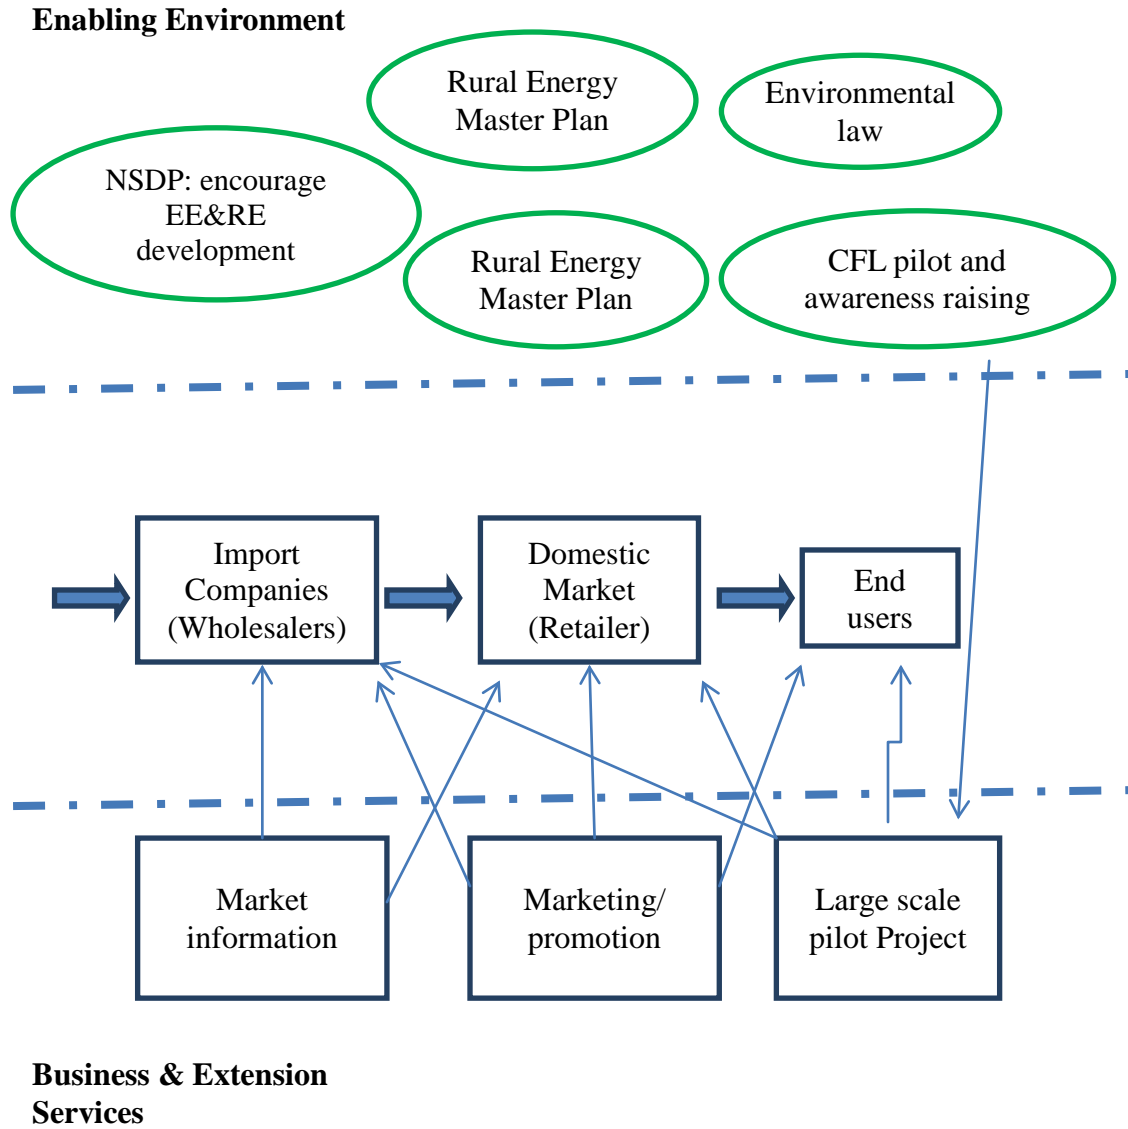 Enabling Environment
Rural Energy
Master Plan
Environmental
law
NSDP: encourage
EE&RE
development
Rural Energy
Master Plan
CFL pilot and
awareness raising
Import
Companies
(Wholesalers)
Domestic
Market
(Retailer)
End
users
Market
information
Marketing/
promotion
Large scale
pilot Project
Business & Extension
Services